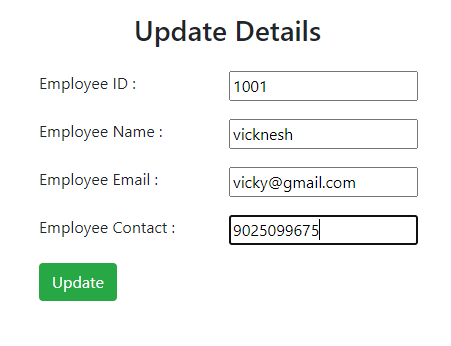 Update Details
Employee ID : 1001
Employee Name : vicknesh
Employee Email : vicky@gmail.com
Employee Contact : 9025099675
Update